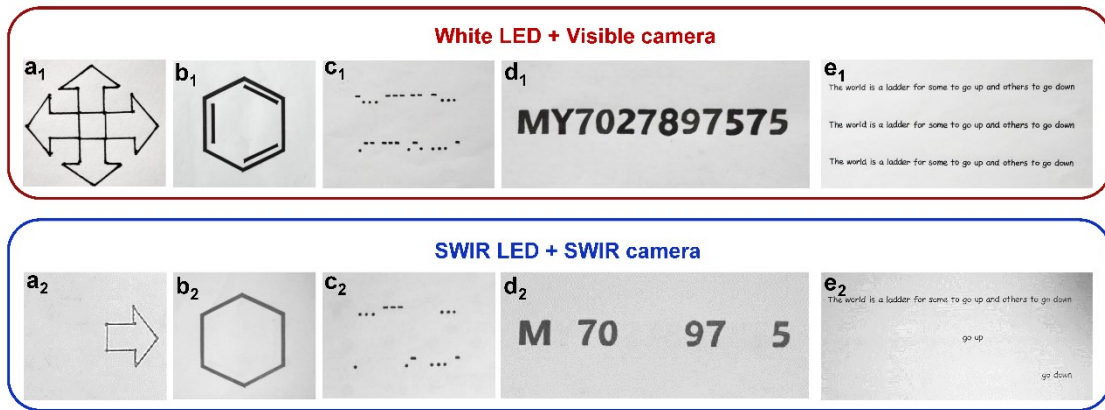 White LED + Visible camera
a1
b1
c1
d1
e1
MY7027897575
The world is a ladder for some to go up and others to go down
The world is a ladder for some to go up and others to go down
The world is a ladder for some to go up and others to go down
SWIR LED + SWIR camera
a2
b2
c2
d2
e2
M 70 97 5
The world is a ladder for some to go up and others to go down
go up
go down